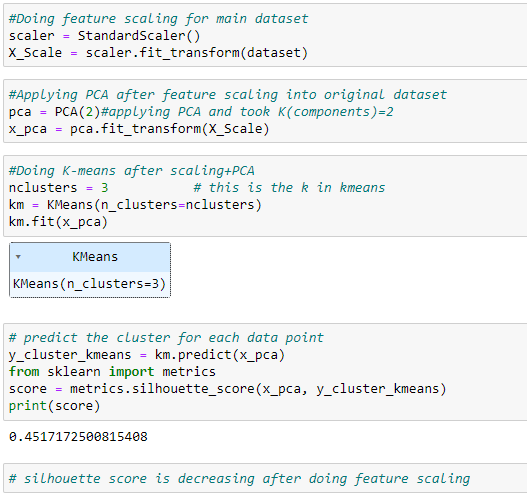 #Doing feature scaling for main dataset
scaler = StandardScaler()
X_Scale = scaler.fit_transform(dataset)
#Applying PCA after feature scaling into original dataset
pca = PCA(2)#applying PCA and took K(components)=2
x_pca = pca.fit_transform(X_Scale)
#Doing K-means after scaling+PCA
nclusters = 3 # this is the k in kmeans
km = KMeans(n_clusters=nclusters)
km.fit(x_pca)
KMeans
KMeans(n_clusters=3)
# predict the cluster for each data point
y_cluster_kmeans = km.predict(x_pca)
from sklearn import metrics
score = metrics.silhouette_score(x_pca, y_cluster_kmeans)
print(score)
0.4517172500815408
# silhouette score is decreasing after doing feature scaling